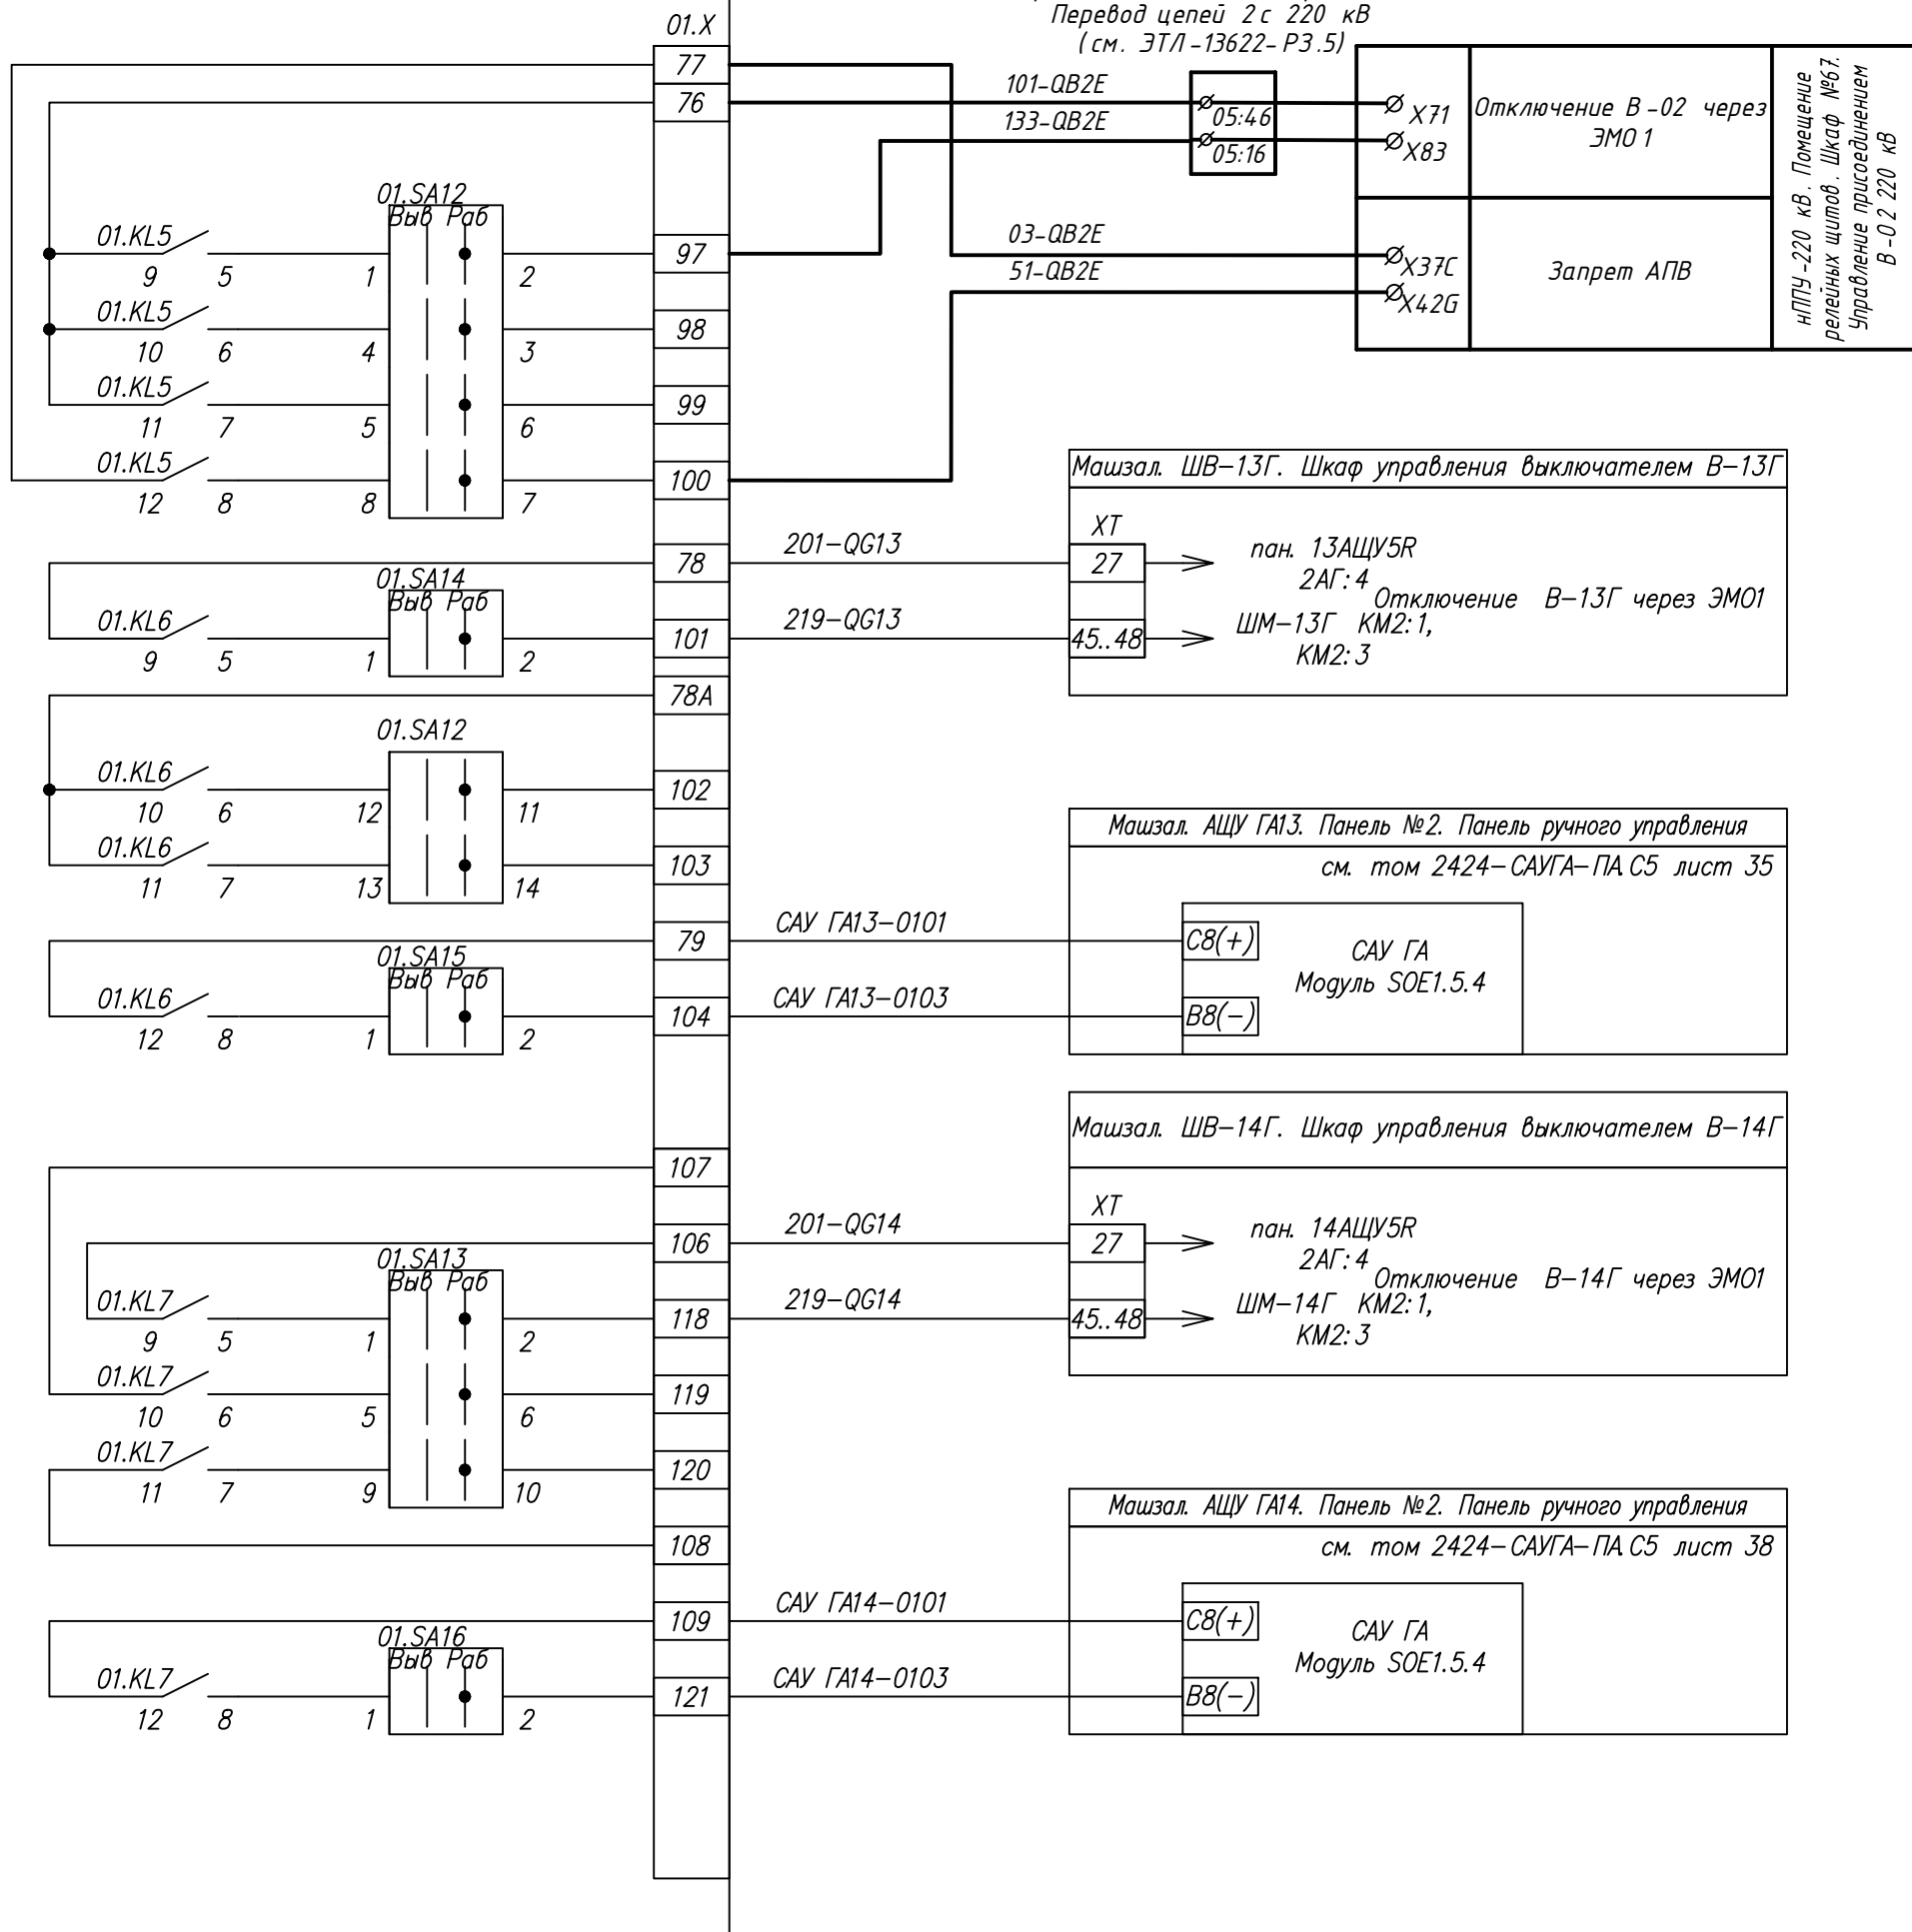 Перевод цепей 2с 220 кВ
(см. ЭТЛ-13622-РЗ.5)
01.X
77
76
101-QB2E
133-QB2E
05:46
05:16
X71
X83
Отключение В-02 через
ЭМО1
нППУ-220 кВ. Помещение
релейных щитов. Шкаф №67.
Управление присоединением
В-02 220 кВ
01.SA12
Выв Раб
01.KL5
9 5 1 2
97
03-QB2E
51-QB2E
X37C
X42G
Запрет АПВ
01.KL5
10 6 4 3
98
01.KL5
11 7 5 6
99
01.KL5
12 8 8 7
100
Машзал. ШВ-13Г. Шкаф управления выключателем В-13Г
XT
78
201-QG13
27
пан. 13АЩУ5R
2АГ:4
Отключение В-13Г через ЭМО1
01.SA14
Выв Раб
01.KL6
9 5 1 2
101
219-QG13
45..48
ШМ-13Г КМ2:1,
КМ2:3
78А
01.SA12
01.KL6
10 6 12 11
102
01.KL6
11 7 13 14
103
Машзал. АЩУ ГА13. Панель №2. Панель ручного управления
см. том 2424-САУГА-ПА.С5 лист 35
79
САУ ГА13-0101
С8(+)
САУ ГА
Модуль SOE1.5.4
01.SA15
Выв Раб
01.KL6
12 8 1 2
104
САУ ГА13-0103
В8(-)
Машзал. ШВ-14Г. Шкаф управления выключателем В-14Г
107
XT
106
201-QG14
27
пан. 14АЩУ5R
2АГ:4
Отключение В-14Г через ЭМО1
01.SA13
Выв Раб
01.KL7
9 5 1 2
118
219-QG14
45..48
ШМ-14Г КМ2:1,
КМ2:3
01.KL7
10 6 5 6
119
01.KL7
11 7 9 10
120
108
Машзал. АЩУ ГА14. Панель №2. Панель ручного управления
см. том 2424-САУГА-ПА.С5 лист 38
109
САУ ГА14-0101
С8(+)
САУ ГА
Модуль SOE1.5.4
01.SA16
Выв Раб
01.KL7
12 8 1 2
121
САУ ГА14-0103
В8(-)